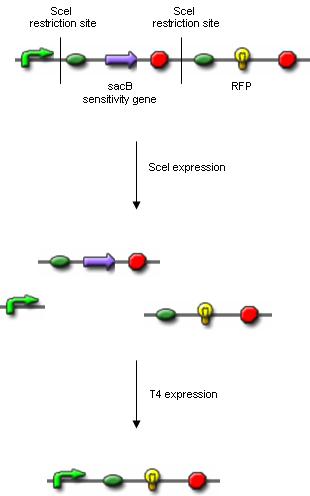 SceI
restriction site
SceI
restriction site
sacB
sensitivity gene
RFP
SceI expression
T4 expression